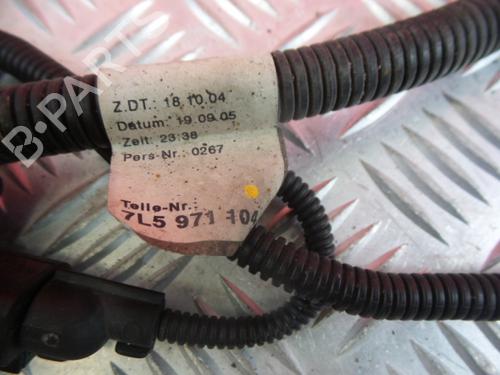 B-PARTS
Z.DT.: 18.10.04
Datum: 19.09.05
Zeit: 23:38
Pers-Nr.: 0267
Teile-Nr.:
7L5 971 104